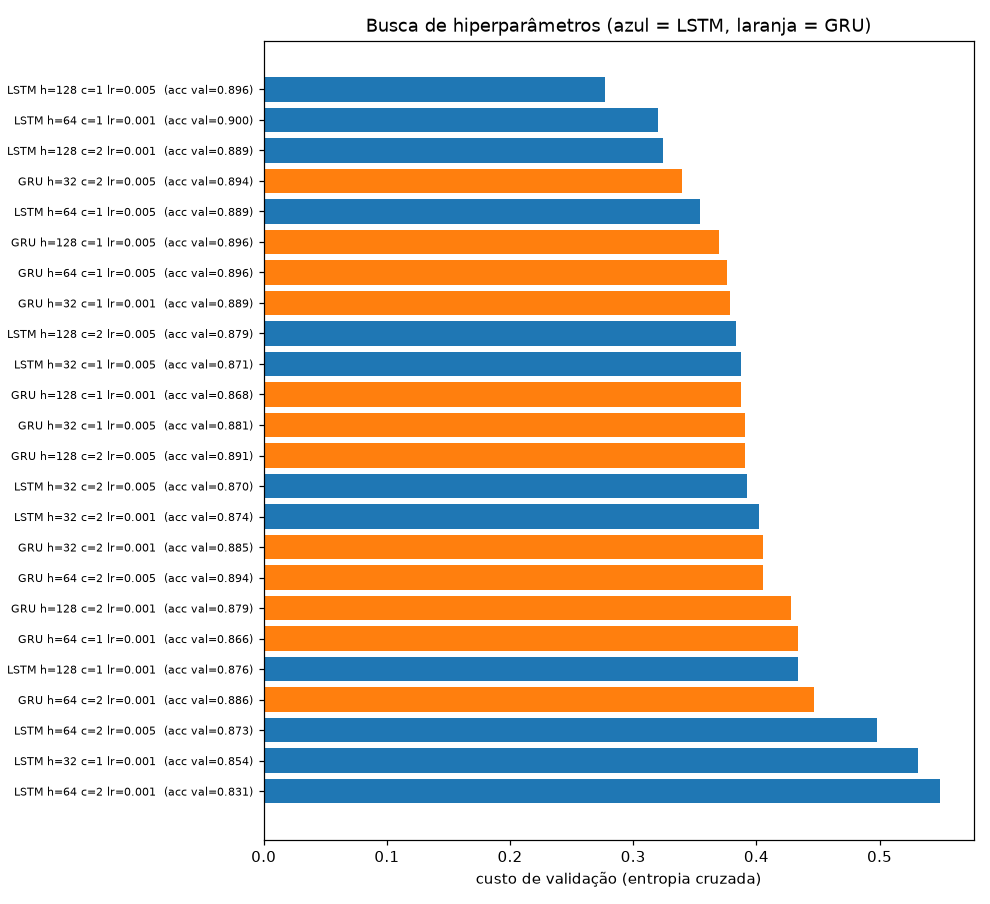 Busca de hiperparâmetros (azul = LSTM, laranja = GRU)
LSTM h=128 c=1 lr=0.005 (acc val=0.896)
LSTM h=64 c=1 lr=0.001 (acc val=0.900)
LSTM h=128 c=2 lr=0.001 (acc val=0.889)
GRU h=32 c=2 lr=0.005 (acc val=0.894)
LSTM h=64 c=1 lr=0.005 (acc val=0.889)
GRU h=128 c=1 lr=0.005 (acc val=0.896)
GRU h=64 c=1 lr=0.005 (acc val=0.896)
GRU h=32 c=1 lr=0.001 (acc val=0.889)
LSTM h=128 c=2 lr=0.005 (acc val=0.879)
LSTM h=32 c=1 lr=0.005 (acc val=0.871)
GRU h=128 c=1 lr=0.001 (acc val=0.868)
GRU h=32 c=1 lr=0.005 (acc val=0.881)
GRU h=128 c=2 lr=0.005 (acc val=0.891)
LSTM h=32 c=2 lr=0.005 (acc val=0.870)
LSTM h=32 c=2 lr=0.001 (acc val=0.874)
GRU h=32 c=2 lr=0.001 (acc val=0.885)
GRU h=64 c=2 lr=0.005 (acc val=0.894)
GRU h=128 c=2 lr=0.001 (acc val=0.879)
GRU h=64 c=1 lr=0.001 (acc val=0.866)
LSTM h=128 c=1 lr=0.001 (acc val=0.876)
GRU h=64 c=2 lr=0.001 (acc val=0.886)
LSTM h=64 c=2 lr=0.005 (acc val=0.873)
LSTM h=32 c=1 lr=0.001 (acc val=0.854)
LSTM h=64 c=2 lr=0.001 (acc val=0.831)
0.0 0.1 0.2 0.3 0.4 0.5
custo de validação (entropia cruzada)